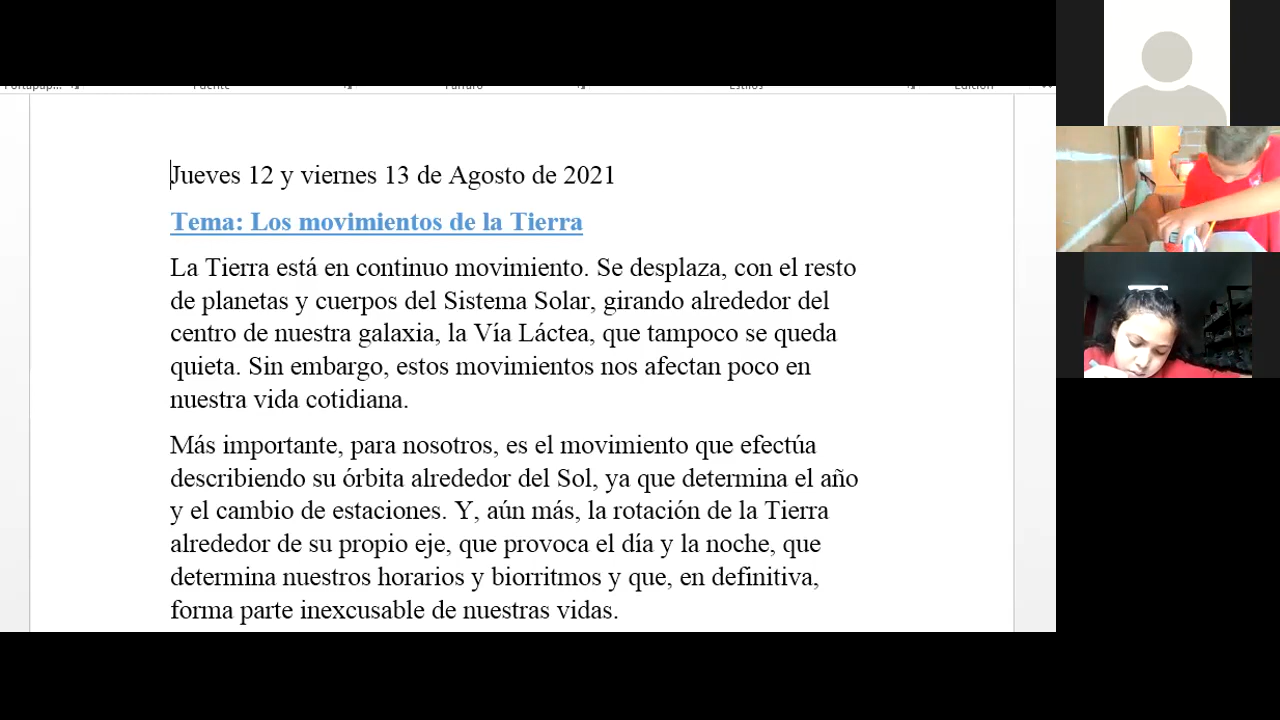 Jueves 12 y viernes 13 de Agosto de 2021
Tema: Los movimientos de la Tierra
La Tierra está en continuo movimiento. Se desplaza, con el resto
de planetas y cuerpos del Sistema Solar, girando alrededor del
centro de nuestra galaxia, la Vía Láctea, que tampoco se queda
quieta. Sin embargo, estos movimientos nos afectan poco en
nuestra vida cotidiana.
Más importante, para nosotros, es el movimiento que efectúa
describiendo su órbita alrededor del Sol, ya que determina el año
y el cambio de estaciones. Y, aún más, la rotación de la Tierra
alrededor de su propio eje, que provoca el día y la noche, que
determina nuestros horarios y biorritmos y que, en definitiva,
forma parte inexcusable de nuestras vidas.